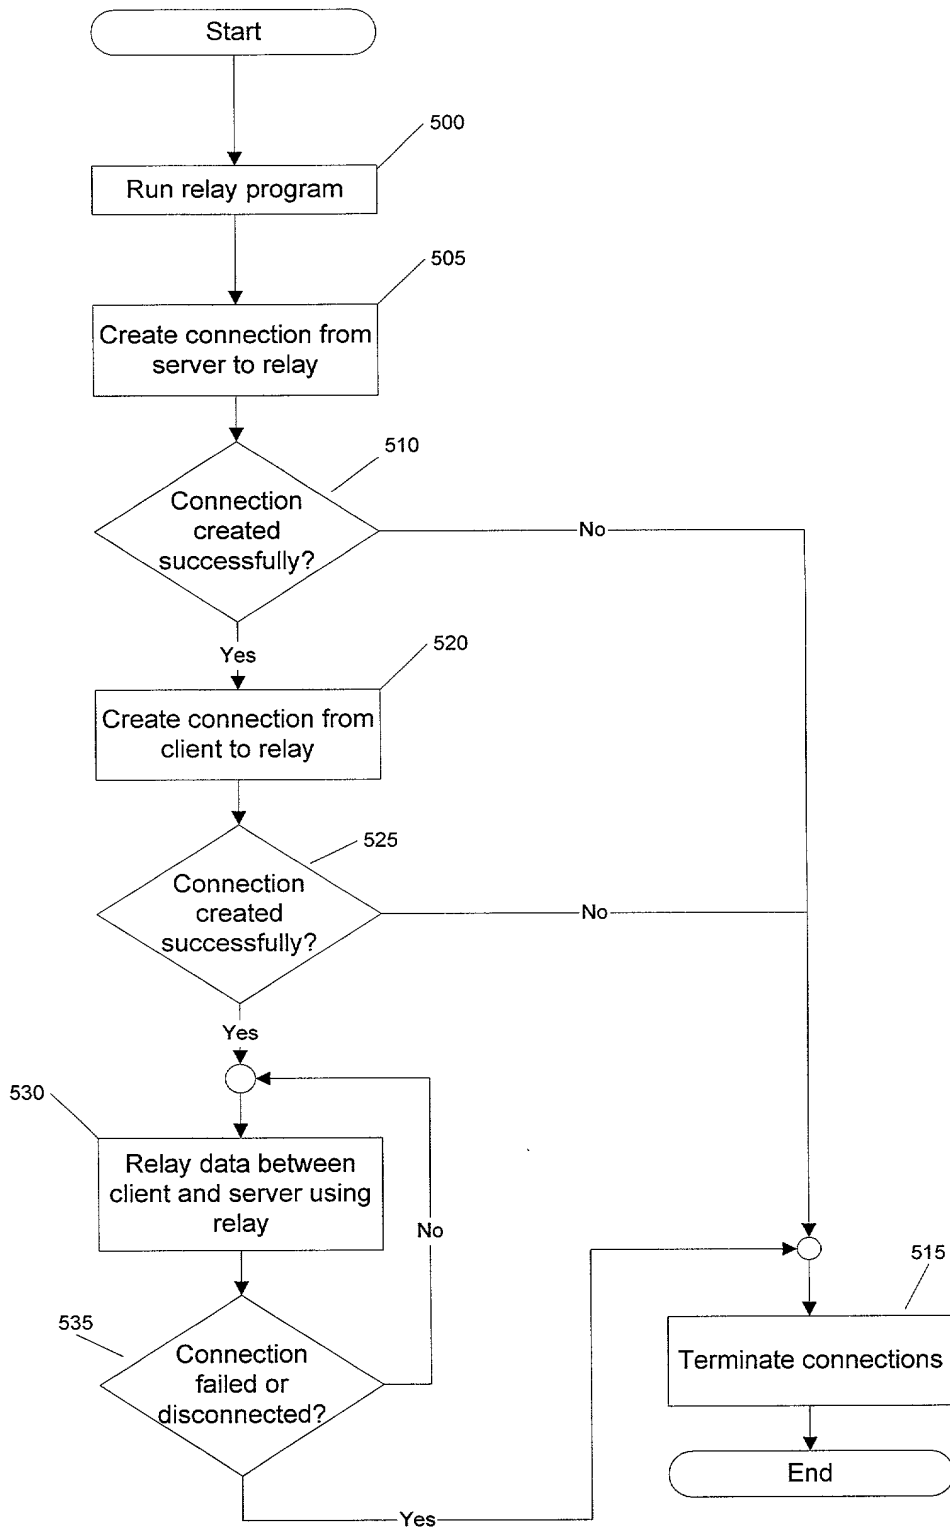 Start
500
Run relay program
505
Create connection from
server to relay
510
Connection
created
successfully?
No
Yes
520
Create connection from
client to relay
525
Connection
created
successfully?
No
Yes
530
Relay data between
client and server using
relay
No
515
535
Connection
failed or
disconnected?
Terminate connections
End
Yes